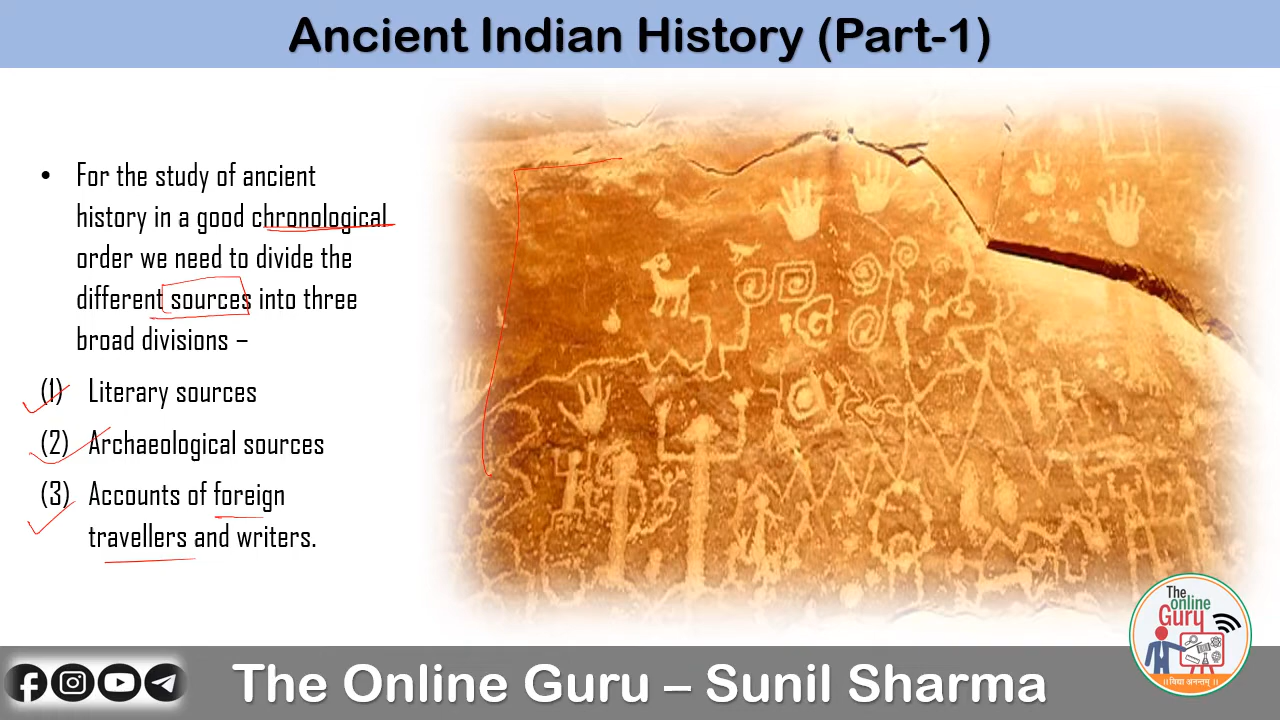 Ancient Indian History (Part-1)
• For the study of ancient
history in a good chronological
order we need to divide the
different sources into three
broad divisions –
(1) Literary sources
(2) Archaeological sources
(3) Accounts of foreign
travellers and writers.
The
online
Guru
॥ विद्या अनन्तम् ॥
The Online Guru – Sunil Sharma